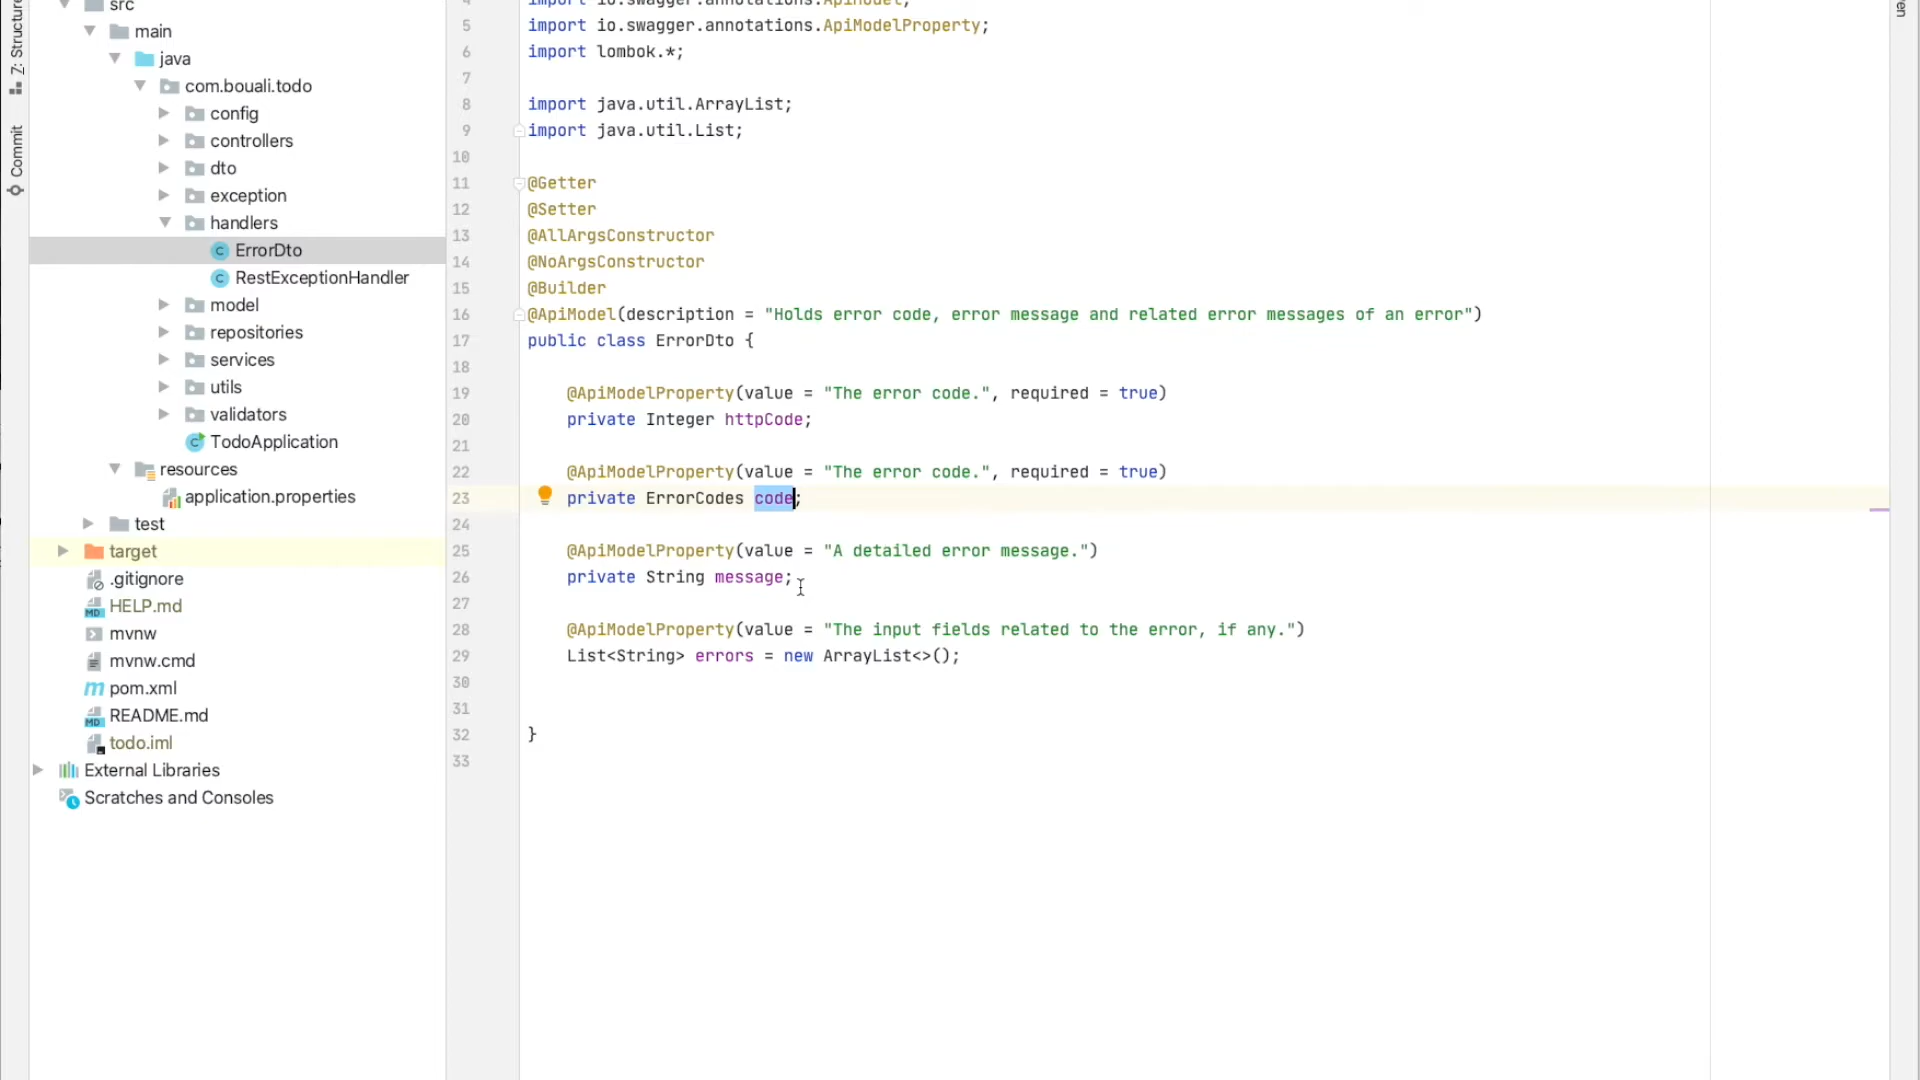 src
main
java
com.bouali.todo
config
controllers
dto
exception
handlers
ErrorDto
RestExceptionHandler
model
repositories
services
utils
validators
TodoApplication
resources
application.properties
test
target
.gitignore
HELP.md
mvnw
mvnw.cmd
pom.xml
README.md
todo.iml
External Libraries
Scratches and Consoles
Z: Structure
Commit
4 import io.swagger.annotations.ApiModel;
5 import io.swagger.annotations.ApiModelProperty;
6 import lombok.*;
7
8 import java.util.ArrayList;
9 import java.util.List;
10
11 @Getter
12 @Setter
13 @AllArgsConstructor
14 @NoArgsConstructor
15 @Builder
16 @ApiModel(description = "Holds error code, error message and related error messages of an error")
17 public class ErrorDto {
18
19 @ApiModelProperty(value = "The error code.", required = true)
20 private Integer httpCode;
21
22 @ApiModelProperty(value = "The error code.", required = true)
23 private ErrorCodes code;
24
25 @ApiModelProperty(value = "A detailed error message.")
26 private String message;
27
28 @ApiModelProperty(value = "The input fields related to the error, if any.")
29 List<String> errors = new ArrayList<>();
30
31
32 }
33